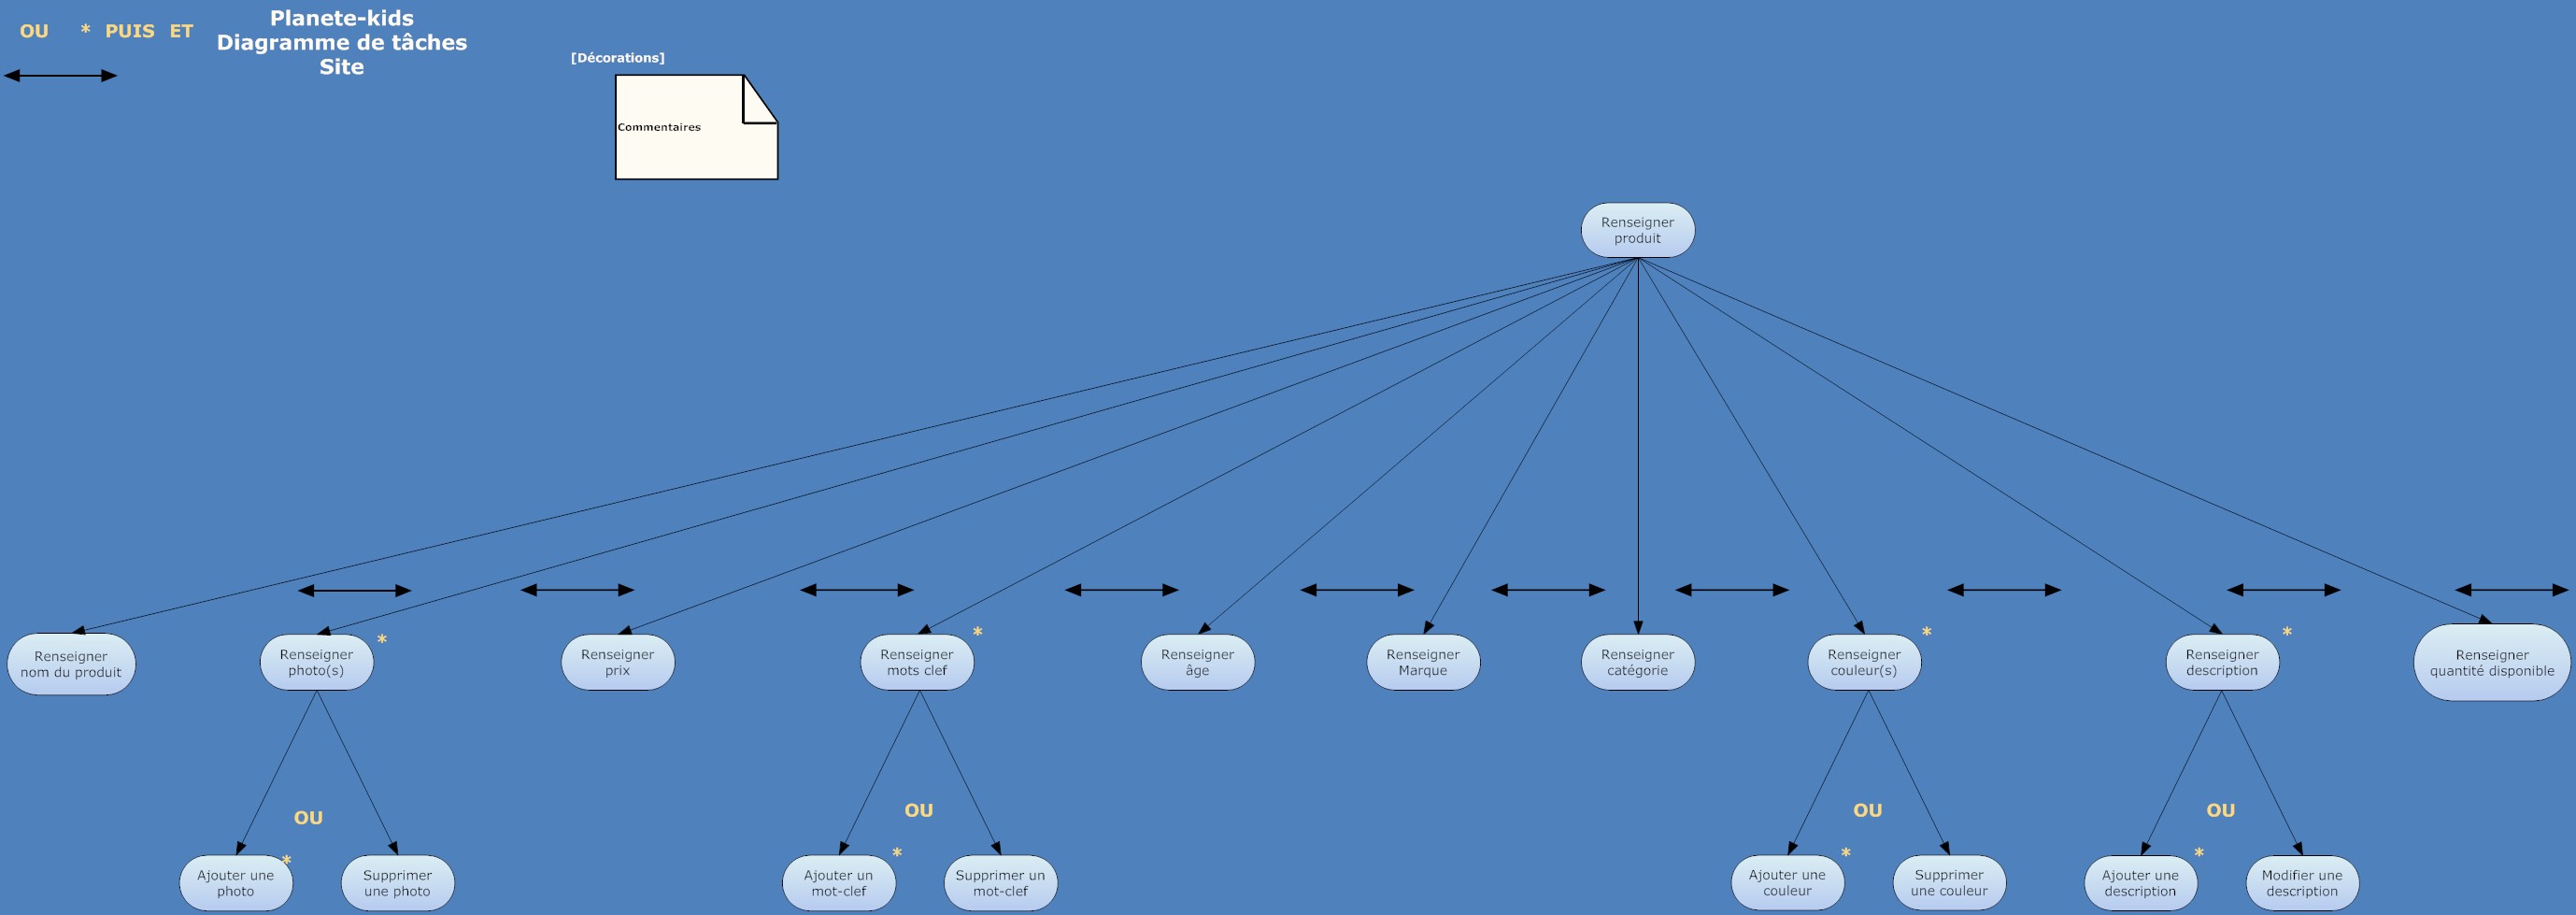 OU * PUIS ET
Planete-kids
Diagramme de tâches
Site
[Décorations]
Commentaires
Renseigner
produit
Renseigner
nom du produit
Renseigner
photo(s)
*
Renseigner
prix
Renseigner
mots clef
*
Renseigner
âge
Renseigner
Marque
Renseigner
catégorie
Renseigner
couleur(s)
*
Renseigner
description
*
Renseigner
quantité disponible
OU
Ajouter une
photo
*
Supprimer
une photo
OU
Ajouter un
mot-clef
*
Supprimer un
mot-clef
OU
Ajouter une
couleur
*
Supprimer
une couleur
OU
Ajouter une
description
*
Modifier une
description